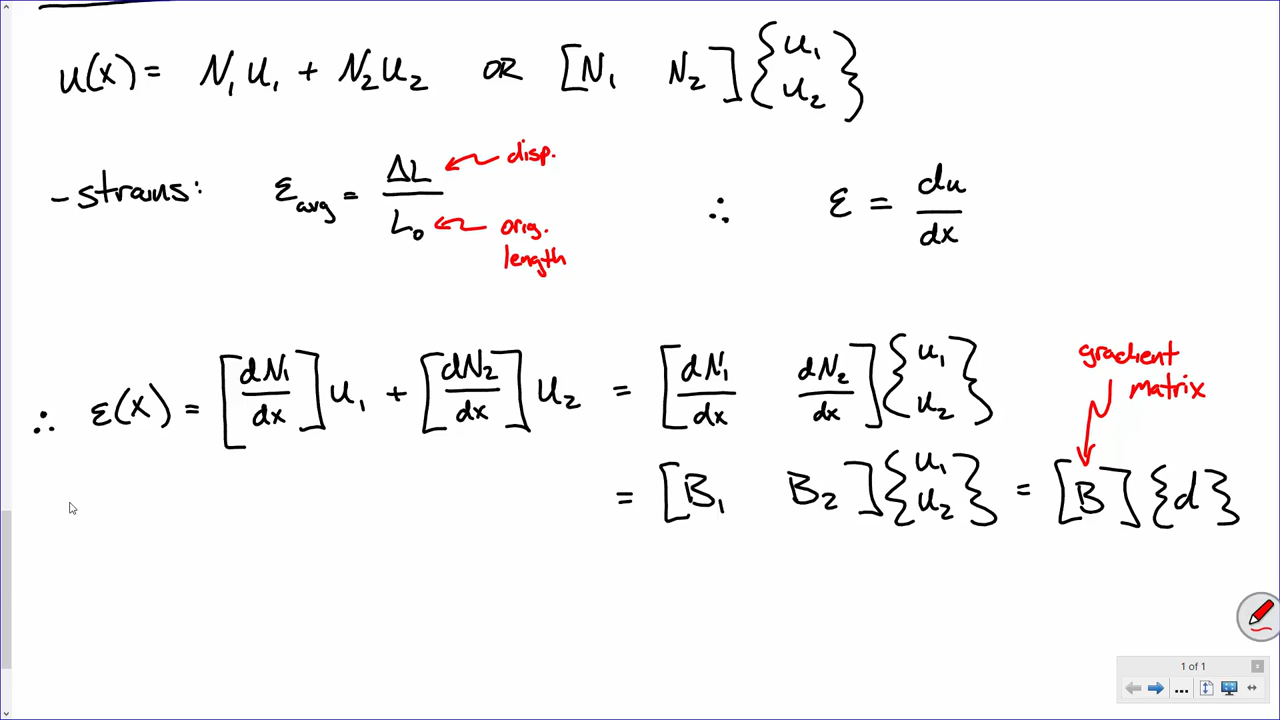 u(x) = N₁u₁ + N₂u₂ OR [N₁ N₂]{u₁ u₂}
- strains: ε_avg = ΔL / L₀ ∴ ε = du/dx
disp.
orig. length
∴ ε(x) = [dN₁/dx]u₁ + [dN₂/dx]u₂ = [dN₁/dx dN₂/dx]{u₁ u₂}
gradient matrix
= [B₁ B₂]{u₁ u₂} = [B]{d}
1 of 1